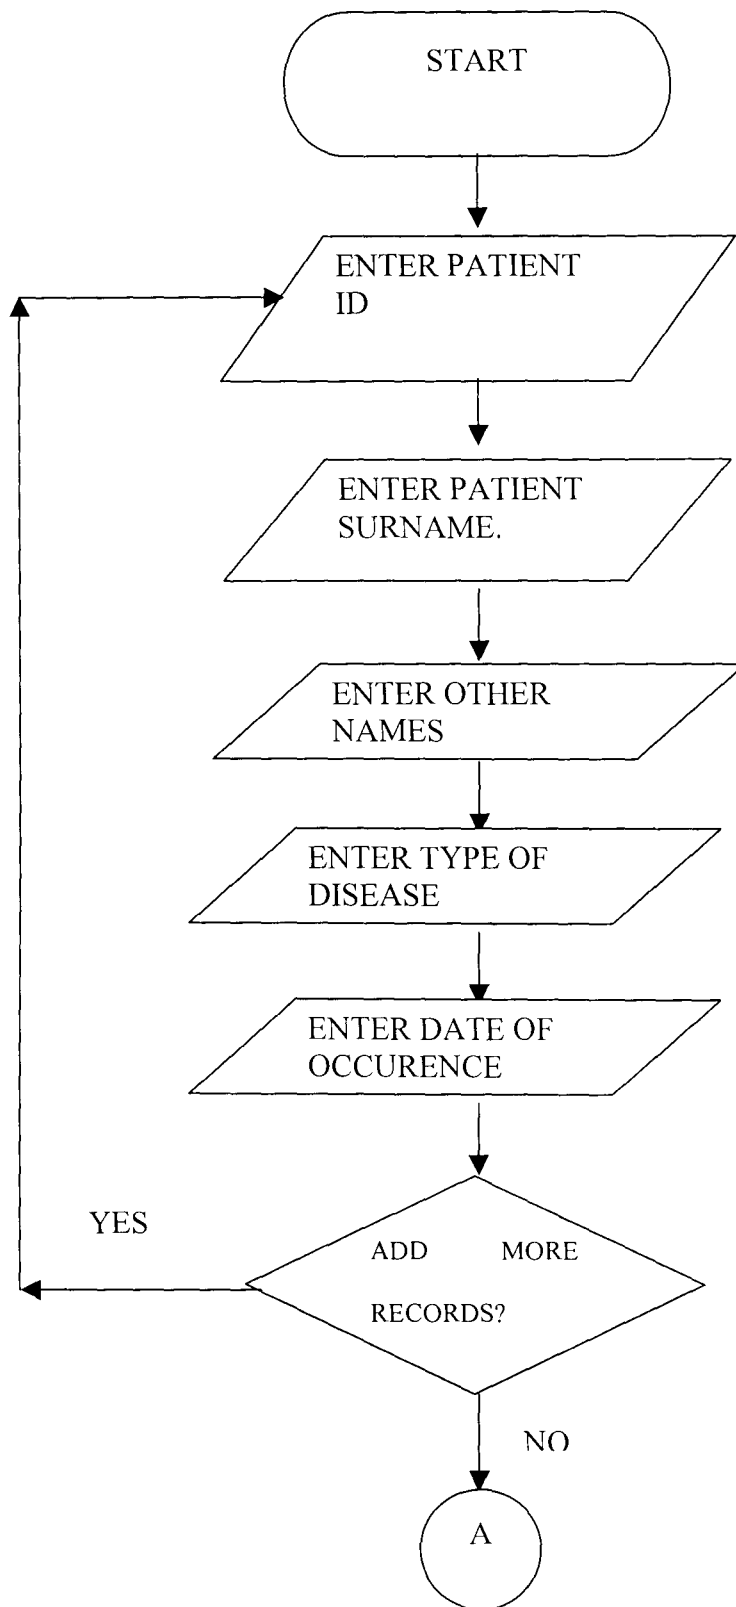 START
ENTER PATIENT
ID
ENTER PATIENT
SURNAME.
ENTER OTHER
NAMES
ENTER TYPE OF
DISEASE
ENTER DATE OF
OCCURENCE
YES
ADD MORE
RECORDS?
NO
A